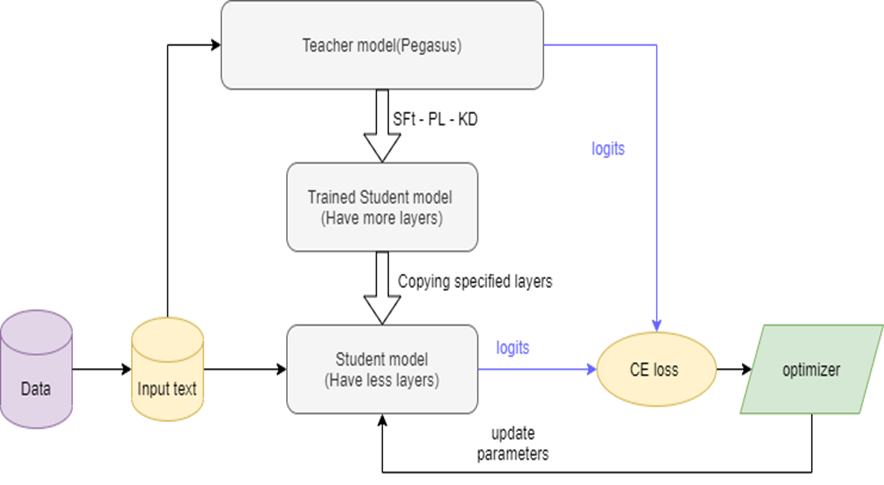 Teacher model(Pegasus)
SFt - PL - KD
logits
Trained Student model
(Have more layers)
Copying specified layers
Data
Input text
Student model
(Have less layers)
logits
CE loss
optimizer
update
parameters